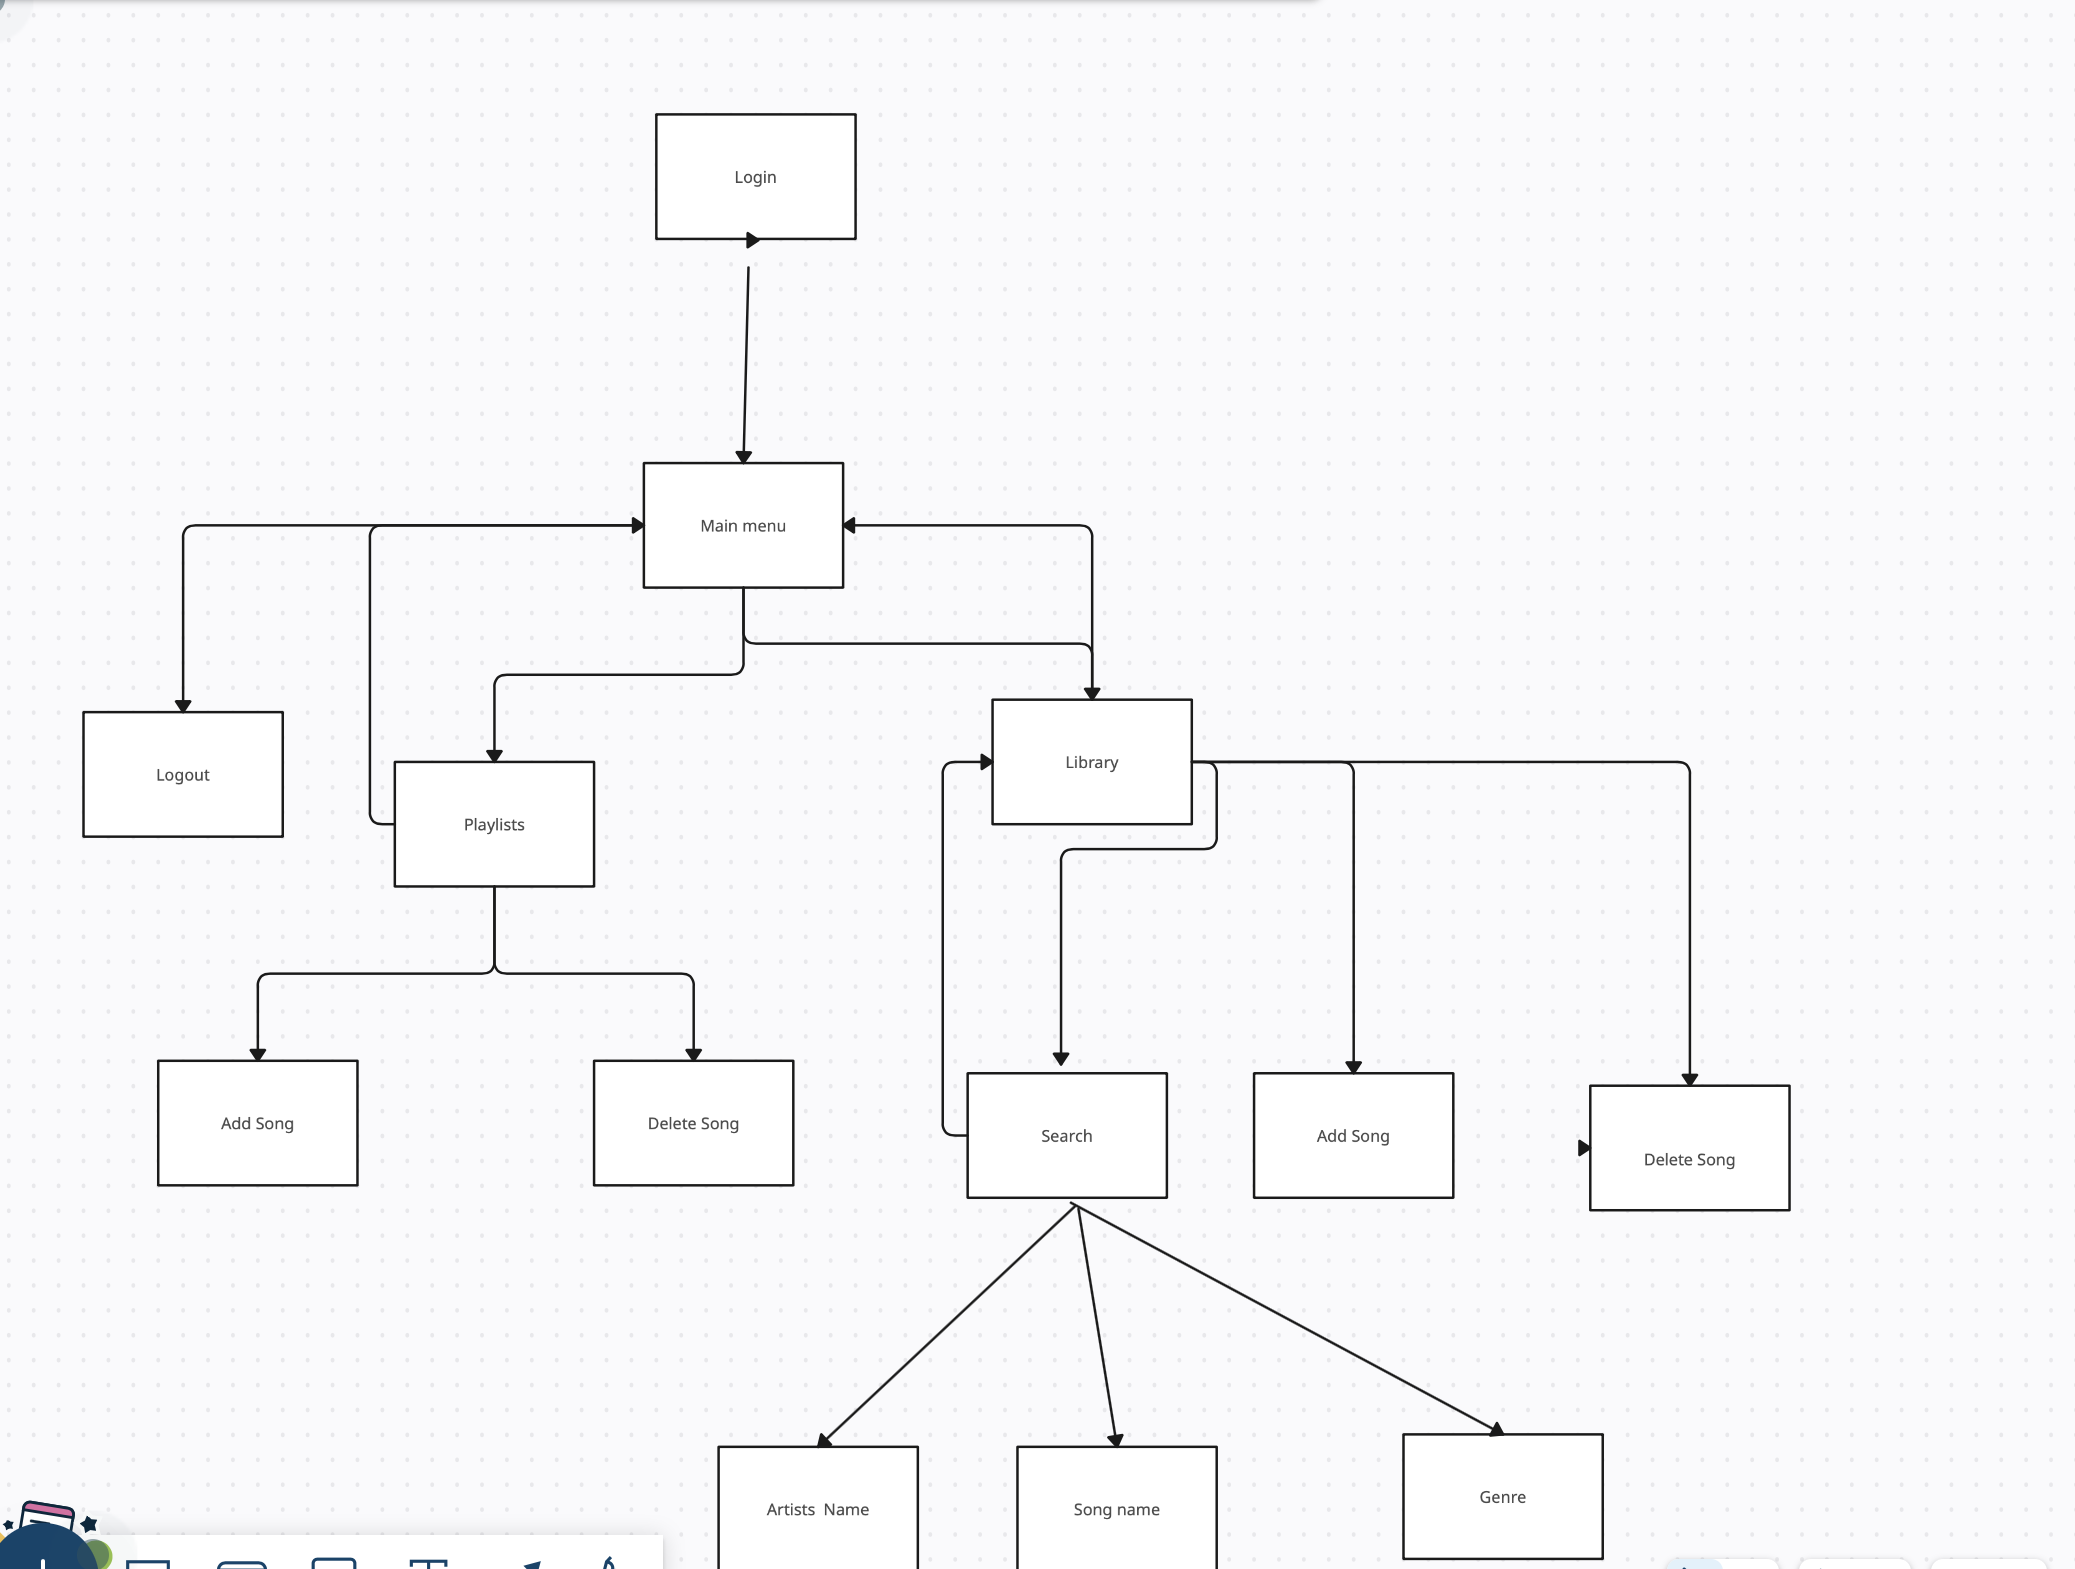 Login
Main menu
Logout
Playlists
Library
Add Song
Delete Song
Search
Add Song
Delete Song
Artists  Name
Song name
Genre